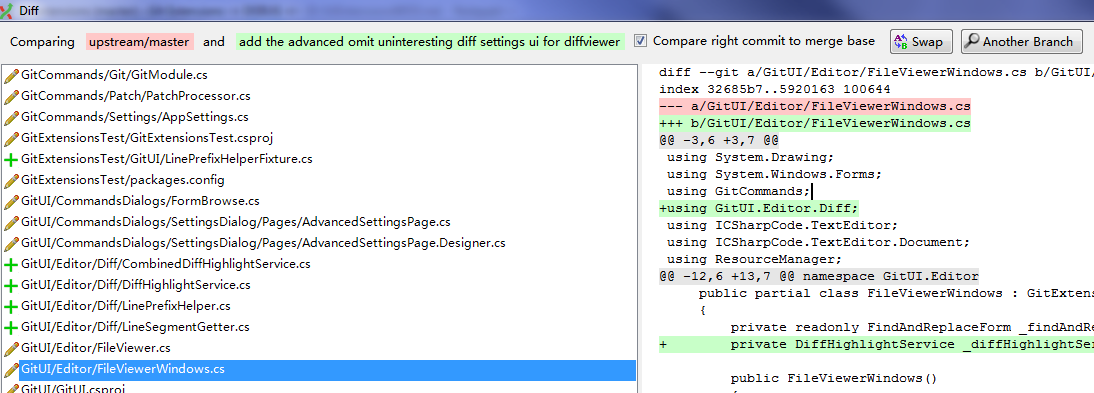 Diff
Comparing upstream/master and add the advanced omit uninteresting diff settings ui for diffviewer Compare right commit to merge base Swap Another Branch
GitCommands/Git/GitModule.cs
GitCommands/Patch/PatchProcessor.cs
GitCommands/Settings/AppSettings.cs
GitExtensionsTest/GitExtensionsTest.csproj
GitExtensionsTest/GitUI/LinePrefixHelperFixture.cs
GitExtensionsTest/packages.config
GitUI/CommandsDialogs/FormBrowse.cs
GitUI/CommandsDialogs/SettingsDialog/Pages/AdvancedSettingsPage.cs
GitUI/CommandsDialogs/SettingsDialog/Pages/AdvancedSettingsPage.Designer.cs
GitUI/Editor/Diff/CombinedDiffHighlightService.cs
GitUI/Editor/Diff/DiffHighlightService.cs
GitUI/Editor/Diff/LinePrefixHelper.cs
GitUI/Editor/Diff/LineSegmentGetter.cs
GitUI/Editor/FileViewer.cs
GitUI/Editor/FileViewerWindows.cs
GitUI/GitUI.csproj
diff --git a/GitUI/Editor/FileViewerWindows.cs b/GitUI/
index 32685b7..5920163 100644
--- a/GitUI/Editor/FileViewerWindows.cs
+++ b/GitUI/Editor/FileViewerWindows.cs
@@ -3,6 +3,7 @@
using System.Drawing;
using System.Windows.Forms;
using GitCommands;
+using GitUI.Editor.Diff;
using ICSharpCode.TextEditor;
using ICSharpCode.TextEditor.Document;
using ResourceManager;
@@ -12,6 +13,7 @@ namespace GitUI.Editor
public partial class FileViewerWindows : GitExtens
{
private readonly FindAndReplaceForm _findAndRe
+ private DiffHighlightService _diffHighlightSer
public FileViewerWindows()